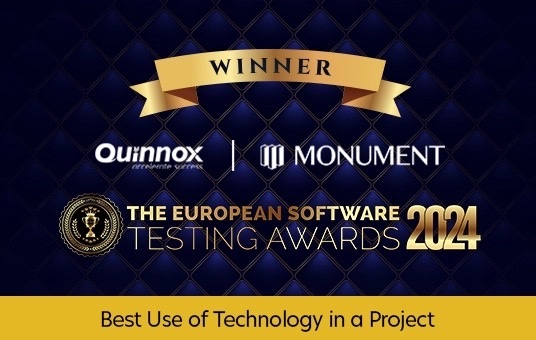 WINNER
Quinnox
accelerate success
MONUMENT
THE EUROPEAN SOFTWARE
TESTING AWARDS 2024
Best Use of Technology in a Project